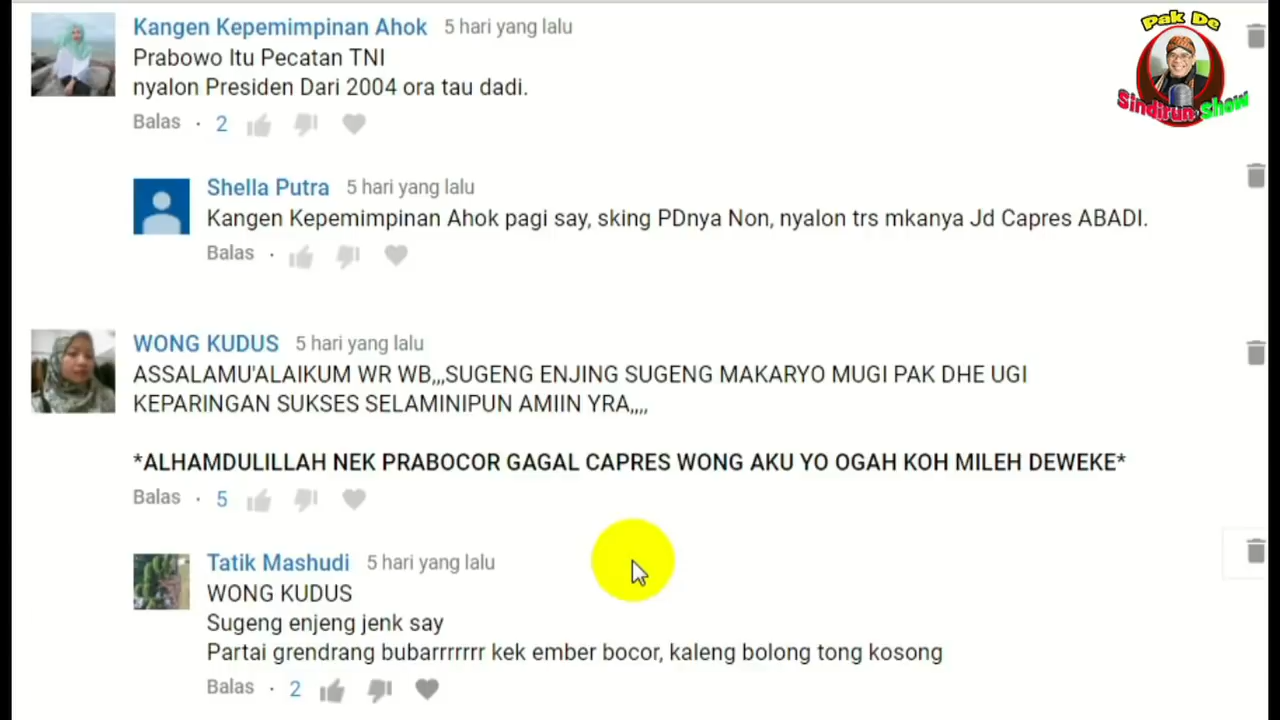 Kangen Kepemimpinan Ahok 5 hari yang lalu
Prabowo Itu Pecatan TNI
nyalon Presiden Dari 2004 ora tau dadi.
Balas · 2
Pak De
Sindirun Show
Shella Putra 5 hari yang lalu
Kangen Kepemimpinan Ahok pagi say, sking PDnya Non, nyalon trs mkanya Jd Capres ABADI.
Balas ·
WONG KUDUS 5 hari yang lalu
ASSALAMU'ALAIKUM WR WB,,,SUGENG ENJING SUGENG MAKARYO MUGI PAK DHE UGI
KEPARINGAN SUKSES SELAMINIPUN AMIIN YRA,,,,
*ALHAMDULILLAH NEK PRABOCOR GAGAL CAPRES WONG AKU YO OGAH KOH MILEH DEWEKE*
Balas · 5
Tatik Mashudi 5 hari yang lalu
WONG KUDUS
Sugeng enjeng jenk say
Partai grendrang bubarrrrrrr kek ember bocor, kaleng bolong tong kosong
Balas · 2